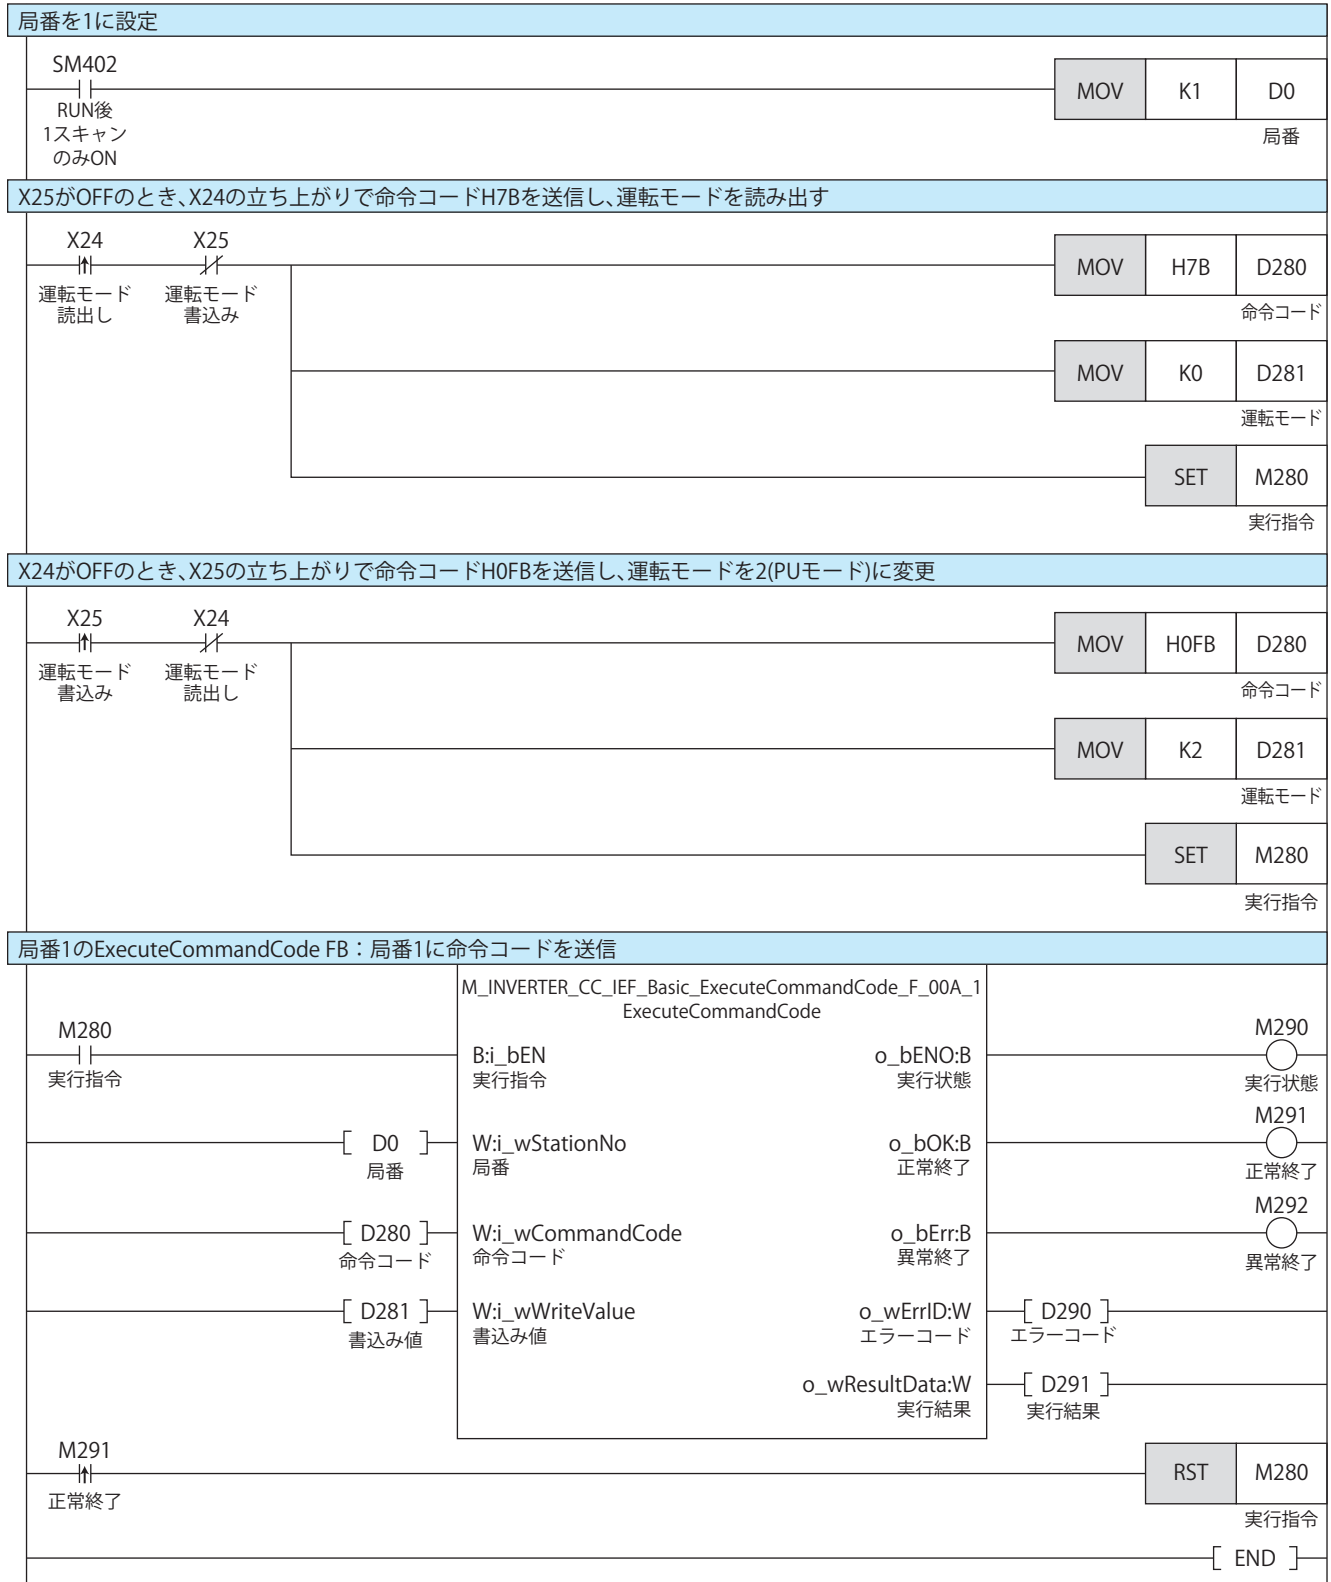 局番を1に設定
SM402
RUN後
1スキャン
のみON
MOV K1 D0
局番
X25がOFFのとき、X24の立ち上がりで命令コードH7Bを送信し、運転モードを読み出す
X24 X25
運転モード 運転モード
読出し 書込み
MOV H7B D280
命令コード
MOV K0 D281
運転モード
SET M280
実行指令
X24がOFFのとき、X25の立ち上がりで命令コードH0FBを送信し、運転モードを2(PUモード)に変更
X25 X24
運転モード 運転モード
書込み 読出し
MOV H0FB D280
命令コード
MOV K2 D281
運転モード
SET M280
実行指令
局番1のExecuteCommandCode FB：局番1に命令コードを送信
M_INVERTER_CC_IEF_Basic_ExecuteCommandCode_F_00A_1
ExecuteCommandCode
M280 B:i_bEN o_bENO:B M290
実行指令 実行指令 実行状態 実行状態
D0 W:i_wStationNo o_bOK:B M291
局番 局番 正常終了 正常終了
D280 W:i_wCommandCode o_bErr:B M292
命令コード 命令コード 異常終了 異常終了
D281 W:i_wWriteValue o_wErrID:W D290
書込み値 書込み値 エラーコード エラーコード
o_wResultData:W D291
実行結果 実行結果
M291
正常終了
RST M280
実行指令
END